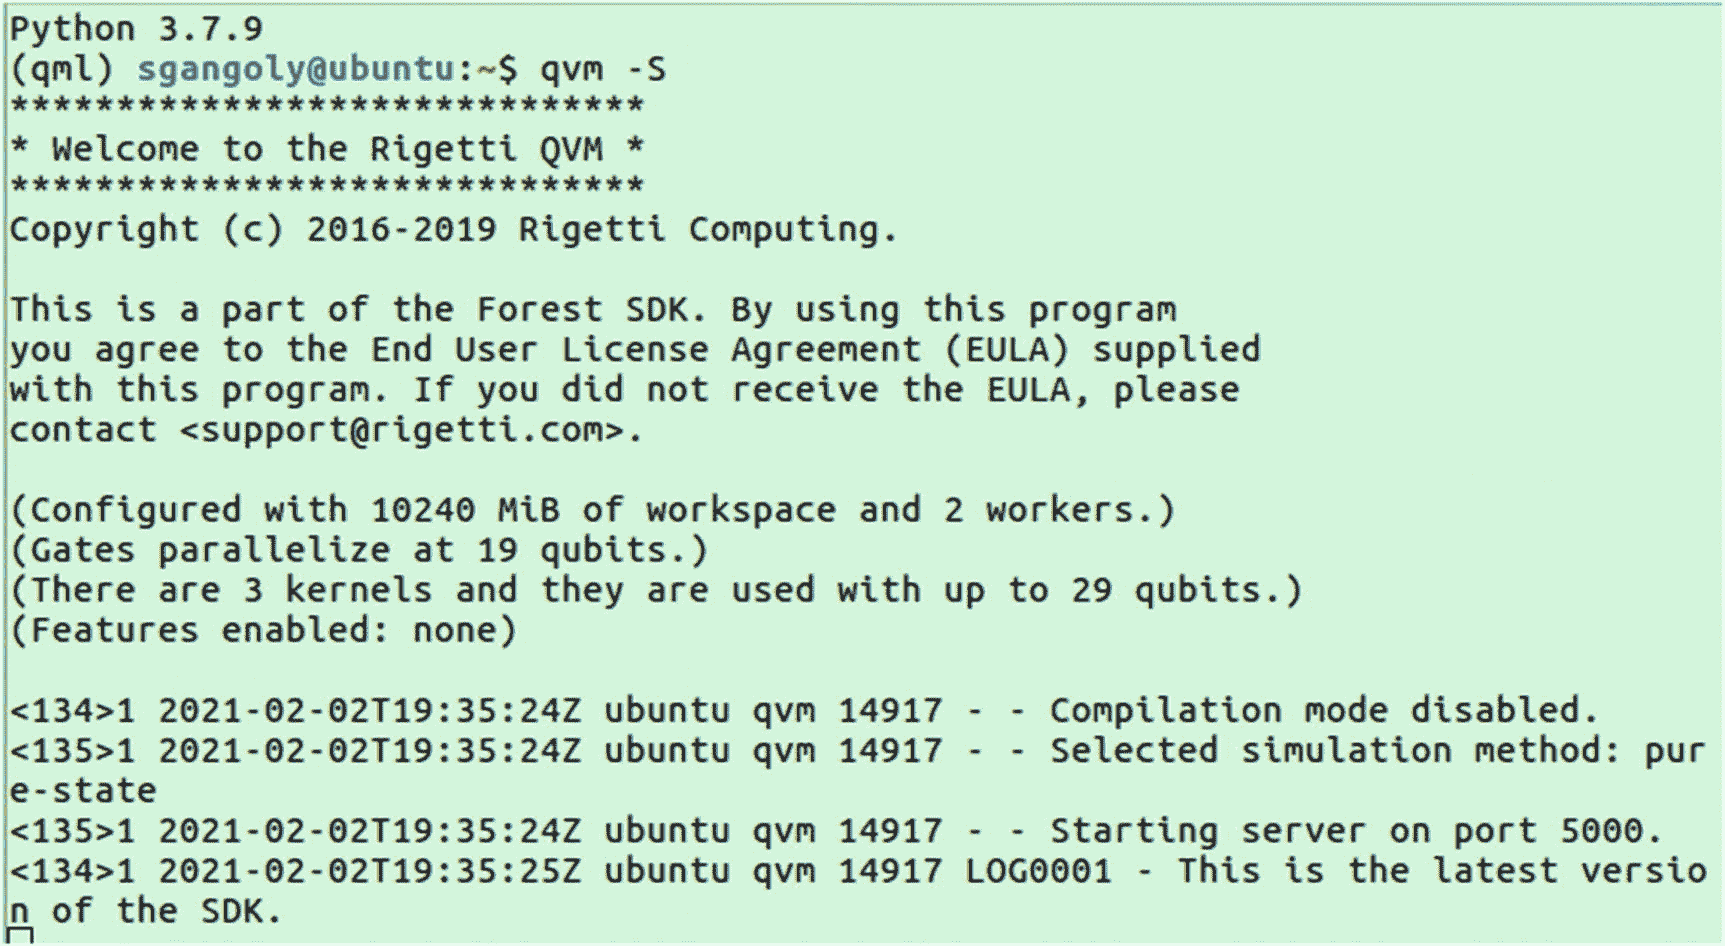 Python 3.7.9
(qml) sgangoly@ubuntu:~$ qvm -S
******************************
* Welcome to the Rigetti QVM *
******************************
Copyright (c) 2016-2019 Rigetti Computing.
This is a part of the Forest SDK. By using this program
you agree to the End User License Agreement (EULA) supplied
with this program. If you did not receive the EULA, please
contact <support@rigetti.com>.
(Configured with 10240 MiB of workspace and 2 workers.)
(Gates parallelize at 19 qubits.)
(There are 3 kernels and they are used with up to 29 qubits.)
(Features enabled: none)
<134>1 2021-02-02T19:35:24Z ubuntu qvm 14917 - - Compilation mode disabled.
<135>1 2021-02-02T19:35:24Z ubuntu qvm 14917 - - Selected simulation method: pur
e-state
<135>1 2021-02-02T19:35:24Z ubuntu qvm 14917 - - Starting server on port 5000.
<134>1 2021-02-02T19:35:25Z ubuntu qvm 14917 LOG0001 - This is the latest versio
n of the SDK.